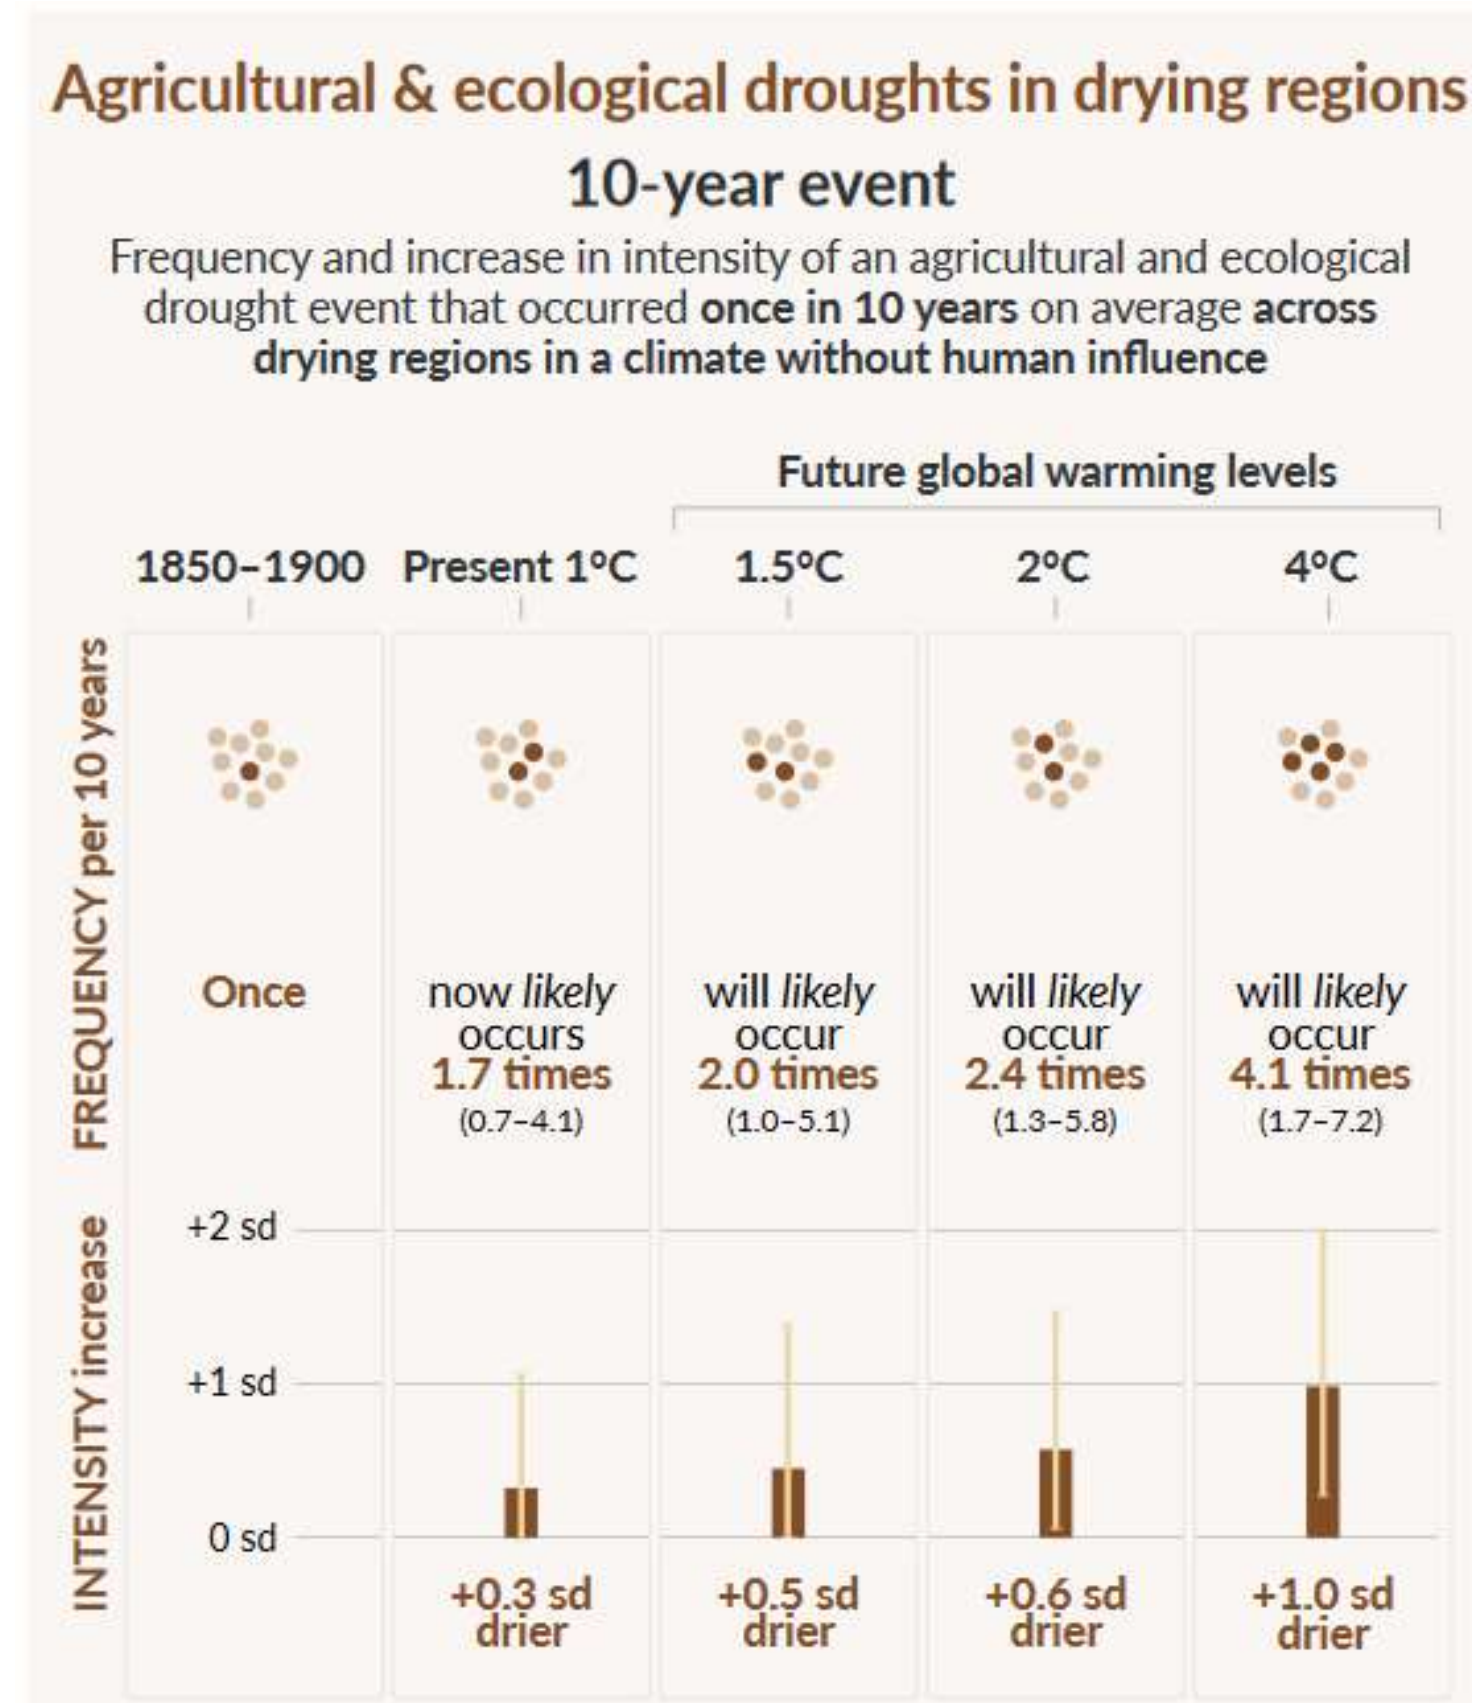 Agricultural & ecological droughts in drying regions
10-year event
Frequency and increase in intensity of an agricultural and ecological
drought event that occurred once in 10 years on average across
drying regions in a climate without human influence
Future global warming levels
1850–1900 Present 1°C 1.5°C 2°C 4°C
FREQUENCY per 10 years
Once
now likely
occurs
1.7 times
(0.7–4.1)
will likely
occur
2.0 times
(1.0–5.1)
will likely
occur
2.4 times
(1.3–5.8)
will likely
occur
4.1 times
(1.7–7.2)
INTENSITY increase
+2 sd
+1 sd
0 sd
+0.3 sd
drier
+0.5 sd
drier
+0.6 sd
drier
+1.0 sd
drier